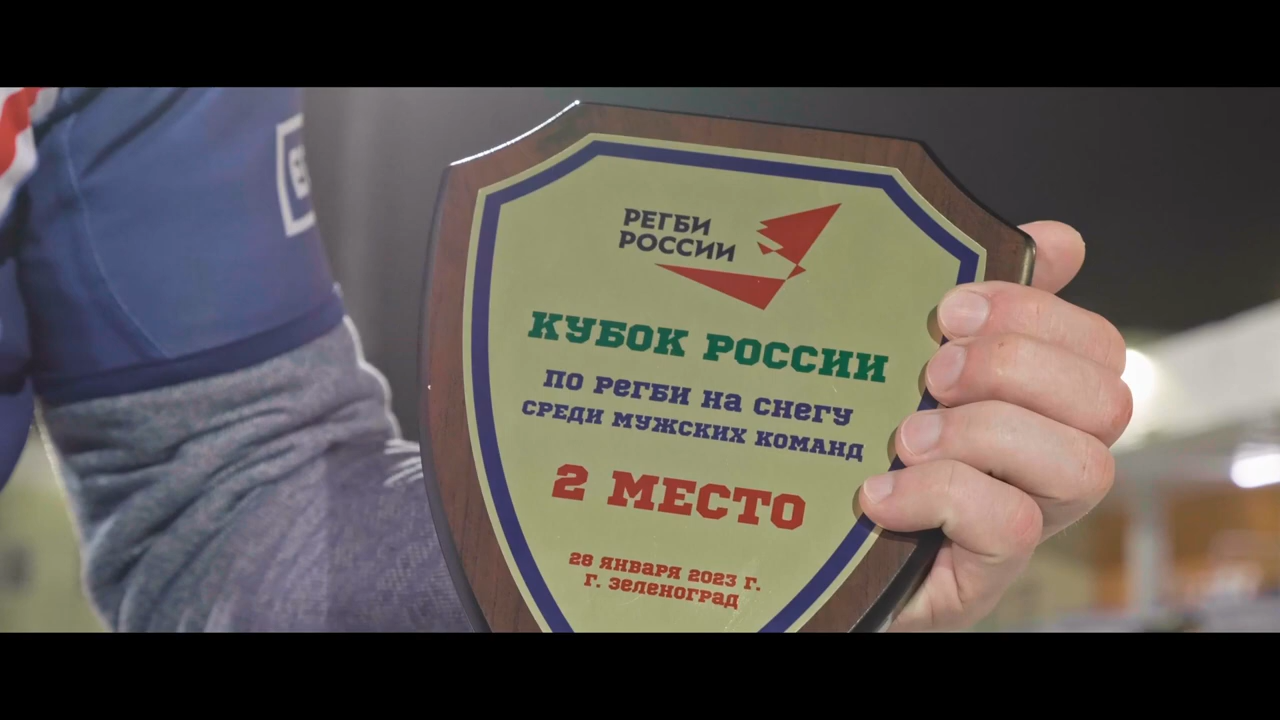 РЕГБИ
РОССИИ
КУБОК РОССИИ
ПО РЕГБИ НА СНЕГУ
СРЕДИ МУЖСКИХ КОМАНД
2 МЕСТО
28 ЯНВАРЯ 2023 Г.
Г. ЗЕЛЕНОГРАД